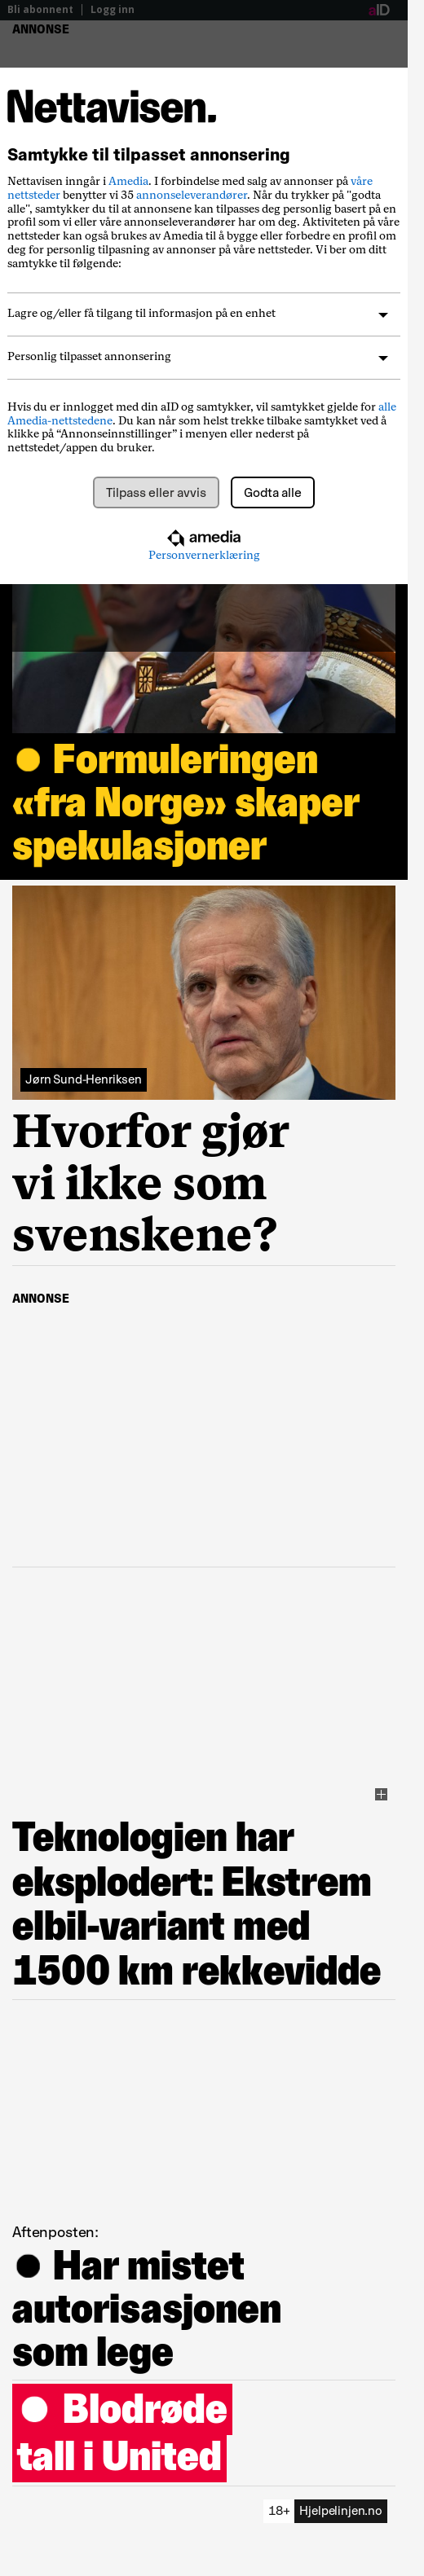 Bli abonnent | Logg inn aID
ANNONSE
Nettavisen.
Samtykke til tilpasset annonsering
Nettavisen inngår i Amedia. I forbindelse med salg av annonser på våre
nettsteder benytter vi 35 annonseleverandører. Når du trykker på "godta
alle", samtykker du til at annonsene kan tilpasses deg personlig basert på en
profil som vi eller våre annonseleverandører har om deg. Aktiviteten på våre
nettsteder kan også brukes av Amedia til å bygge eller forbedre en profil om
deg for personlig tilpasning av annonser på våre nettsteder. Vi ber om ditt
samtykke til følgende:
Lagre og/eller få tilgang til informasjon på en enhet
Personlig tilpasset annonsering
Hvis du er innlogget med din aID og samtykker, vil samtykket gjelde for alle
Amedia-nettstedene. Du kan når som helst trekke tilbake samtykket ved å
klikke på “Annonseinnstillinger” i menyen eller nederst på
nettstedet/appen du bruker.
Tilpass eller avvis Godta alle
amedia
Personvernerklæring
Formuleringen
«fra Norge» skaper
spekulasjoner
Jørn Sund-Henriksen
Hvorfor gjør
vi ikke som
svenskene?
ANNONSE
Teknologien har
eksplodert: Ekstrem
elbil-variant med
1500 km rekkevidde
Aftenposten:
Har mistet
autorisasjonen
som lege
Blodrøde
tall i United
18+ Hjelpelinjen.no